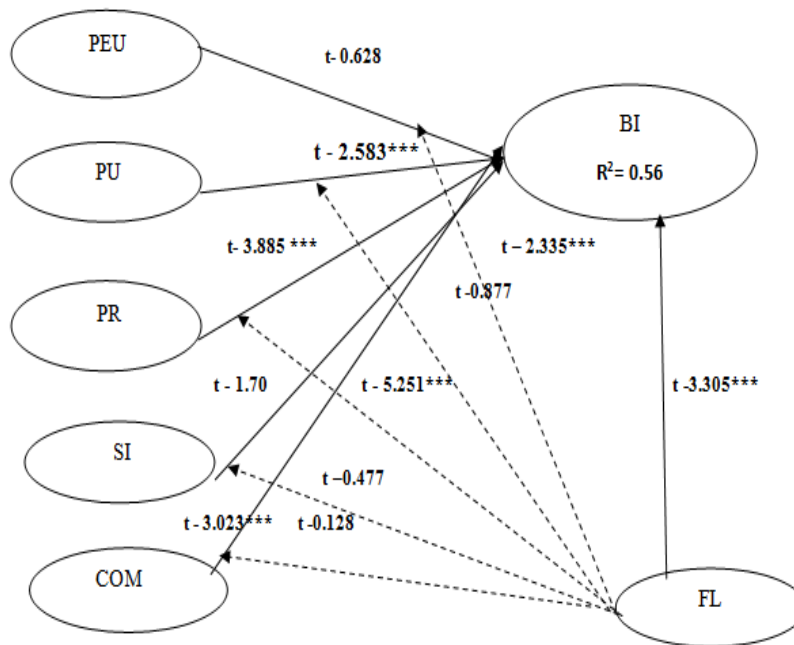 PEU
t- 0.628
BI
R²= 0.56
t - 2.583***
PU
t- 3.885 ***
t – 2.335***
t -0.877
PR
t - 1.70
t – 5.251***
t -3.305***
SI
t –0.477
t - 3.023***
t -0.128
COM
FL